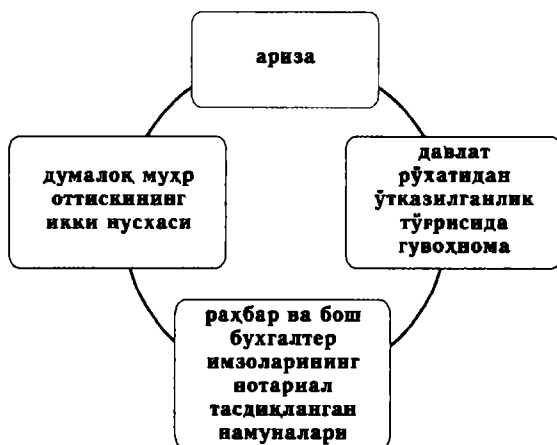 ариза
думалоқ муҳр
оттискининг
икки нусхаси
давлат
рўхатидан
ўтказилганлик
тўғрисида
гувоҳнома
раҳбар ва бош
бухгалтер
имзоларининг
нотариал
тасдиқланган
намуналари